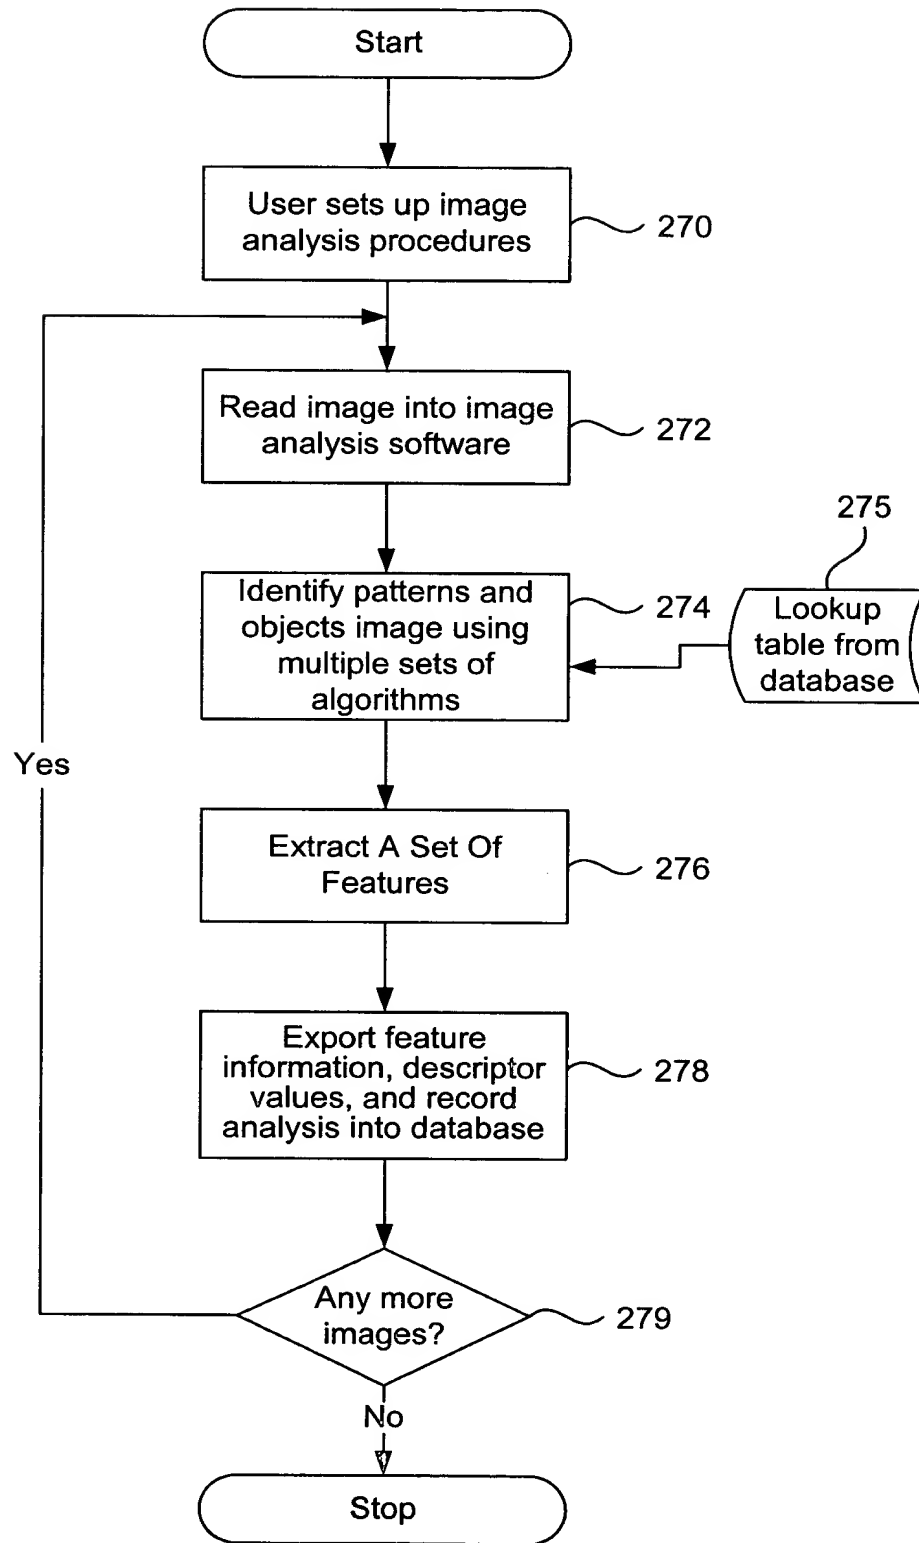 Start
User sets up image
analysis procedures
270
Read image into image
analysis software
272
275
Identify patterns and
objects image using
multiple sets of
algorithms
274
Lookup
table from
database
Yes
Extract A Set Of
Features
276
Export feature
information, descriptor
values, and record
analysis into database
278
Any more
images?
279
No
Stop